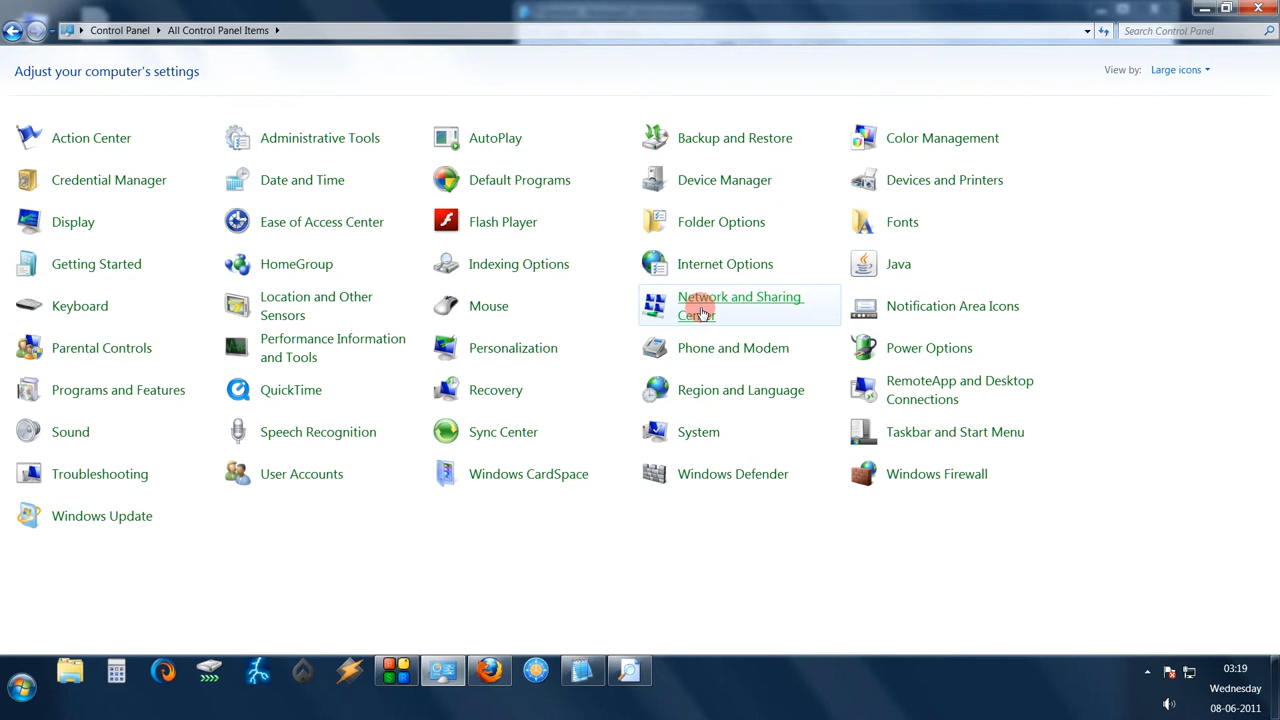 Control Panel
All Control Panel Items
Search Control Panel
Adjust your computer's settings
View by:
Large icons
Action Center
Administrative Tools
AutoPlay
Backup and Restore
Color Management
Credential Manager
Date and Time
Default Programs
Device Manager
Devices and Printers
Display
Ease of Access Center
Flash Player
Folder Options
Fonts
Getting Started
HomeGroup
Indexing Options
Internet Options
Java
Keyboard
Location and Other
Sensors
Mouse
Network and Sharing
Center
Notification Area Icons
Parental Controls
Performance Information
and Tools
Personalization
Phone and Modem
Power Options
Programs and Features
QuickTime
Recovery
Region and Language
RemoteApp and Desktop
Connections
Sound
Speech Recognition
Sync Center
System
Taskbar and Start Menu
Troubleshooting
User Accounts
Windows CardSpace
Windows Defender
Windows Firewall
Windows Update
03:19
Wednesday
08-06-2011